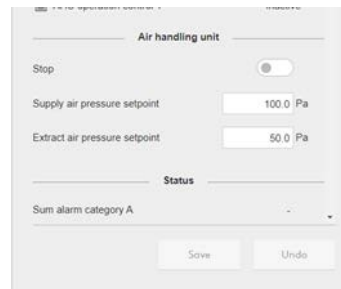 Air handling unit
Stop
Supply air pressure setpoint 100.0 Pa
Extract air pressure setpoint 50.0 Pa
Status
Sum alarm category A -
Save Undo